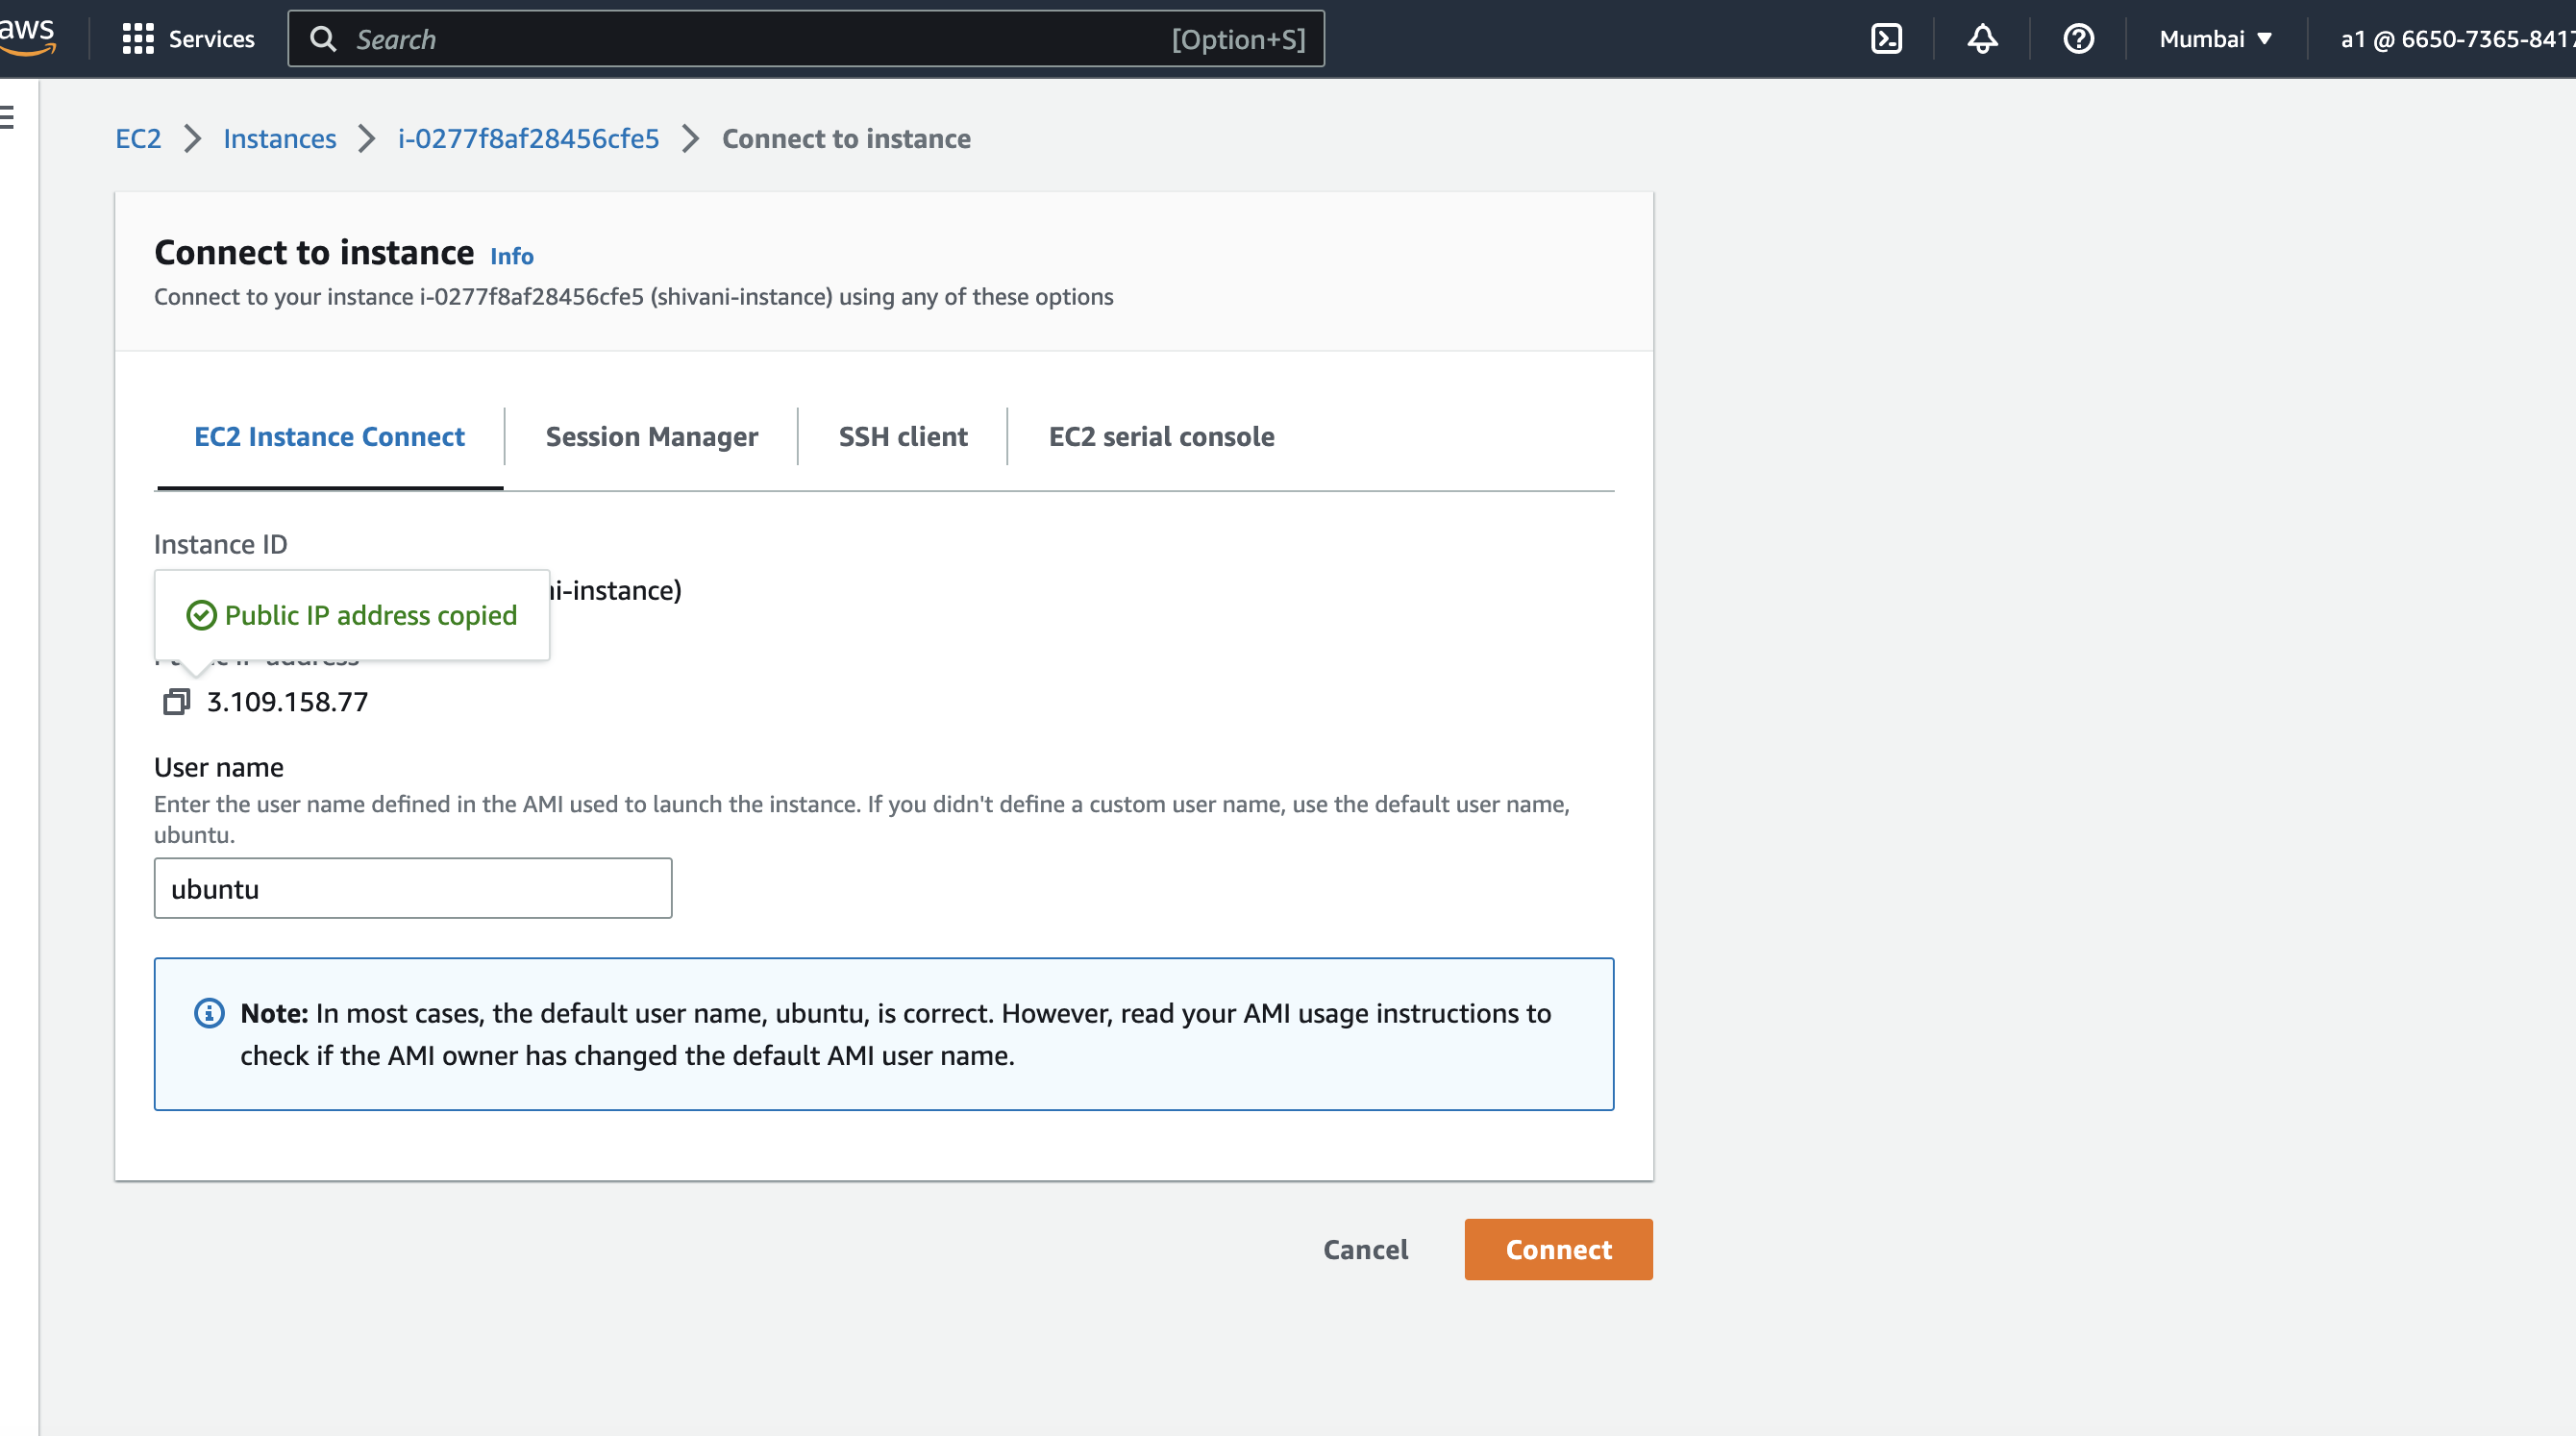 aws
Services
Search
[Option+S]
Mumbai
a1 @ 6650-7365-8417
EC2
Instances
i-0277f8af28456cfe5
Connect to instance
Connect to instance Info
Connect to your instance i-0277f8af28456cfe5 (shivani-instance) using any of these options
EC2 Instance Connect
Session Manager
SSH client
EC2 serial console
Instance ID
i-instance)
Public IP address copied
IP address
3.109.158.77
User name
Enter the user name defined in the AMI used to launch the instance. If you didn't define a custom user name, use the default user name,
ubuntu.
ubuntu
Note: In most cases, the default user name, ubuntu, is correct. However, read your AMI usage instructions to
check if the AMI owner has changed the default AMI user name.
Cancel
Connect